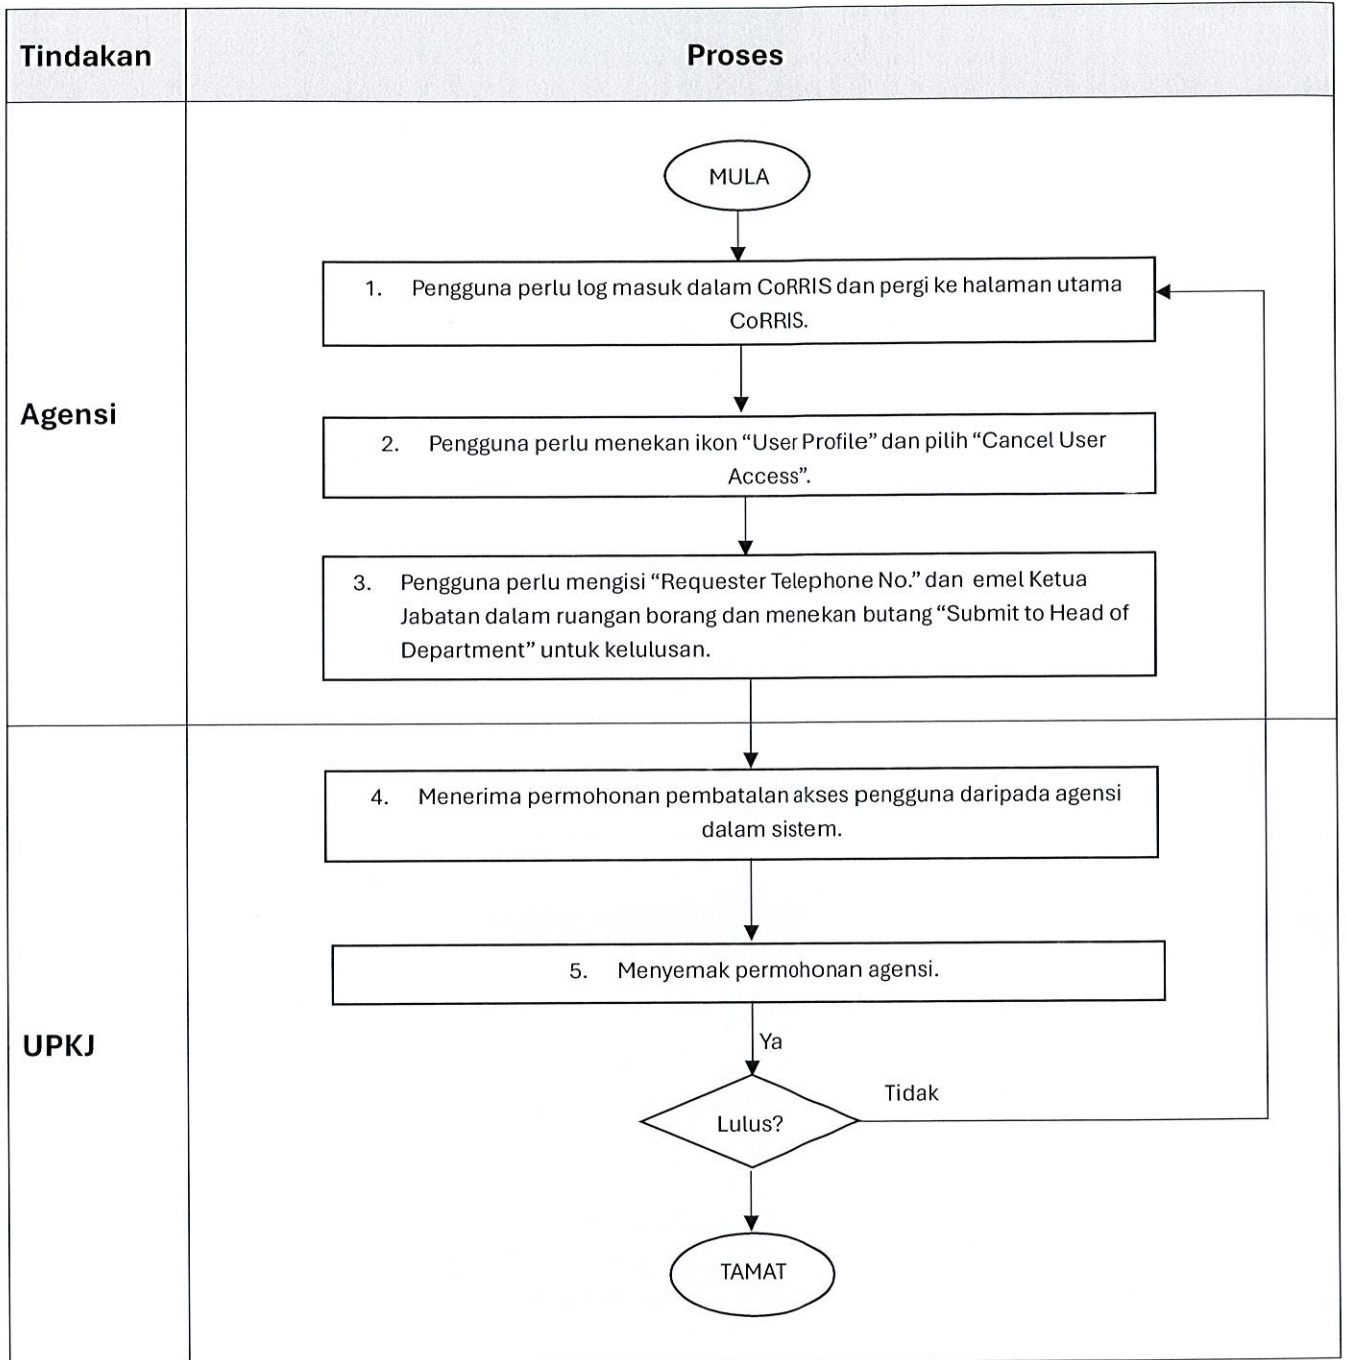 Tindakan
Proses
MULA
1. Pengguna perlu log masuk dalam CoRRIS dan pergi ke halaman utama
CoRRIS.
Agensi
2. Pengguna perlu menekan ikon “User Profile” dan pilih “Cancel User
Access”.
3. Pengguna perlu mengisi “Requester Telephone No.” dan emel Ketua
Jabatan dalam ruangan borang dan menekan butang “Submit to Head of
Department” untuk kelulusan.
4. Menerima permohonan pembatalan akses pengguna daripada agensi
dalam sistem.
5. Menyemak permohonan agensi.
UPKJ
Ya
Tidak
Lulus?
TAMAT